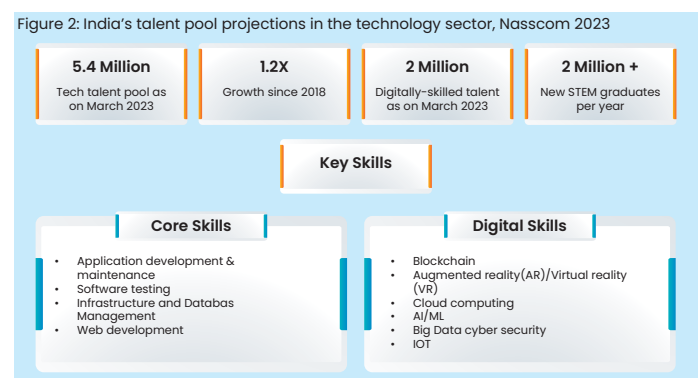 Figure 2: India's talent pool projections in the technology sector, Nasscom 2023
5.4 Million
Tech talent pool as
on March 2023
1.2X
Growth since 2018
2 Million
Digitally-skilled talent
as on March 2023
2 Million +
New STEM graduates
per year
Key Skills
Core Skills
• Application development &
maintenance
• Software testing
• Infrastructure and Databas
Management
• Web development
Digital Skills
• Blockchain
• Augmented reality(AR)/Virtual reality
(VR)
• Cloud computing
• AI/ML
• Big Data cyber security
• IOT